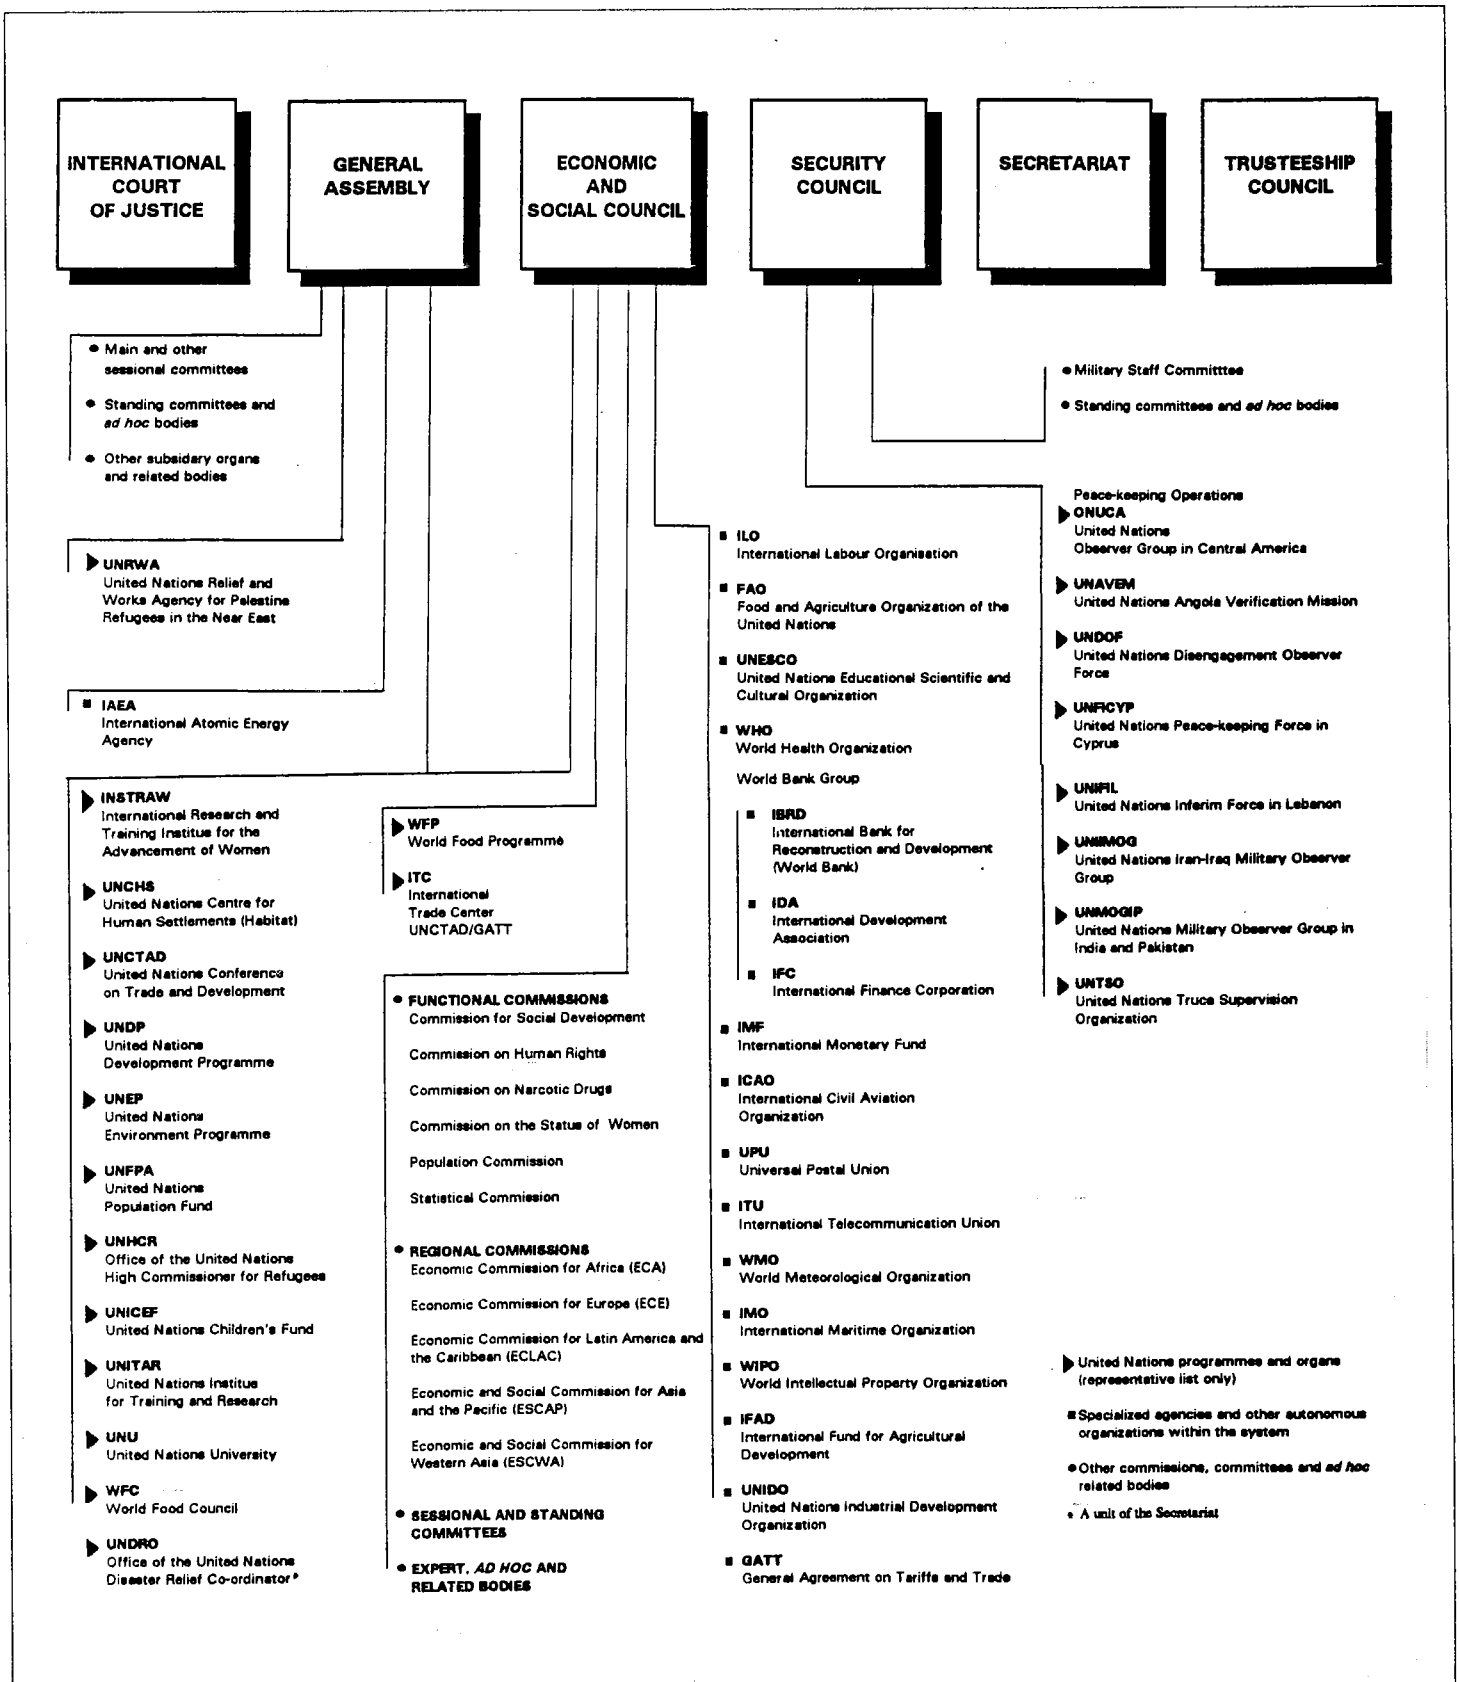 INTERNATIONAL
COURT
OF JUSTICE
GENERAL
ASSEMBLY
ECONOMIC
AND
SOCIAL COUNCIL
SECURITY
COUNCIL
SECRETARIAT
TRUSTEESHIP
COUNCIL
● Main and other
sessional committees
● Standing committees and
ad hoc bodies
● Other subsidary organs
and related bodies
▶ UNRWA
United Nations Relief and
Works Agency for Palestine
Refugees in the Near East
■ IAEA
International Atomic Energy
Agency
▶ INSTRAW
International Research and
Training Institue for the
Advancement of Women
▶ UNCHS
United Nations Centre for
Human Settlements (Habitat)
▶ UNCTAD
United Nations Conference
on Trade and Development
▶ UNDP
United Nations
Development Programme
▶ UNEP
United Nations
Environment Programme
▶ UNFPA
United Nations
Population Fund
▶ UNHCR
Office of the United Nations
High Commissioner for Refugees
▶ UNICEF
United Nations Children's Fund
▶ UNITAR
United Nations Institue
for Training and Research
▶ UNU
United Nations University
▶ WFC
World Food Council
▶ UNDRO
Office of the United Nations
Disaster Relief Co-ordinator*
▶ WFP
World Food Programme
▶ ITC
International
Trade Center
UNCTAD/GATT
● FUNCTIONAL COMMISSIONS
Commission for Social Development
Commission on Human Rights
Commission on Narcotic Drugs
Commission on the Status of Women
Population Commission
Statistical Commission
● REGIONAL COMMISSIONS
Economic Commission for Africa (ECA)
Economic Commission for Europe (ECE)
Economic Commission for Latin America and
the Caribbean (ECLAC)
Economic and Social Commission for Asia
and the Pacific (ESCAP)
Economic and Social Commission for
Western Asia (ESCWA)
● SESSIONAL AND STANDING
COMMITTEES
● EXPERT, AD HOC AND
RELATED BODIES
■ ILO
International Labour Organisation
■ FAO
Food and Agriculture Organization of the
United Nations
■ UNESCO
United Nations Educational Scientific and
Cultural Organization
■ WHO
World Health Organization
World Bank Group
■ IBRD
International Bank for
Reconstruction and Development
(World Bank)
■ IDA
International Development
Association
■ IFC
International Finance Corporation
■ IMF
International Monetary Fund
■ ICAO
International Civil Aviation
Organization
■ UPU
Universal Postal Union
■ ITU
International Telecommunication Union
■ WMO
World Meteorological Organization
■ IMO
International Maritime Organization
■ WIPO
World Intellectual Property Organization
■ IFAD
International Fund for Agricultural
Development
■ UNIDO
United Nations Industrial Development
Organization
■ GATT
General Agreement on Tariffs and Trade
● Military Staff Committtee
● Standing committees and ad hoc bodies
Peace-keeping Operations
▶ ONUCA
United Nations
Observer Group in Central America
▶ UNAVEM
United Nations Angola Verification Mission
▶ UNDOF
United Nations Disengagement Observer
Force
▶ UNFICYP
United Nations Peace-keeping Force in
Cyprus
▶ UNIFIL
United Nations Inferim Force in Lebanon
▶ UNIIMOG
United Nations Iran-Iraq Military Observer
Group
▶ UNMOGIP
United Nations Military Observer Group in
India and Pakistan
▶ UNTSO
United Nations Truce Supervision
Organization
▶ United Nations programmes and organs
(representative list only)
■ Specialized agencies and other autonomous
organizations within the system
● Other commissions, committees and ad hoc
related bodies
* A unit of the Secretariat